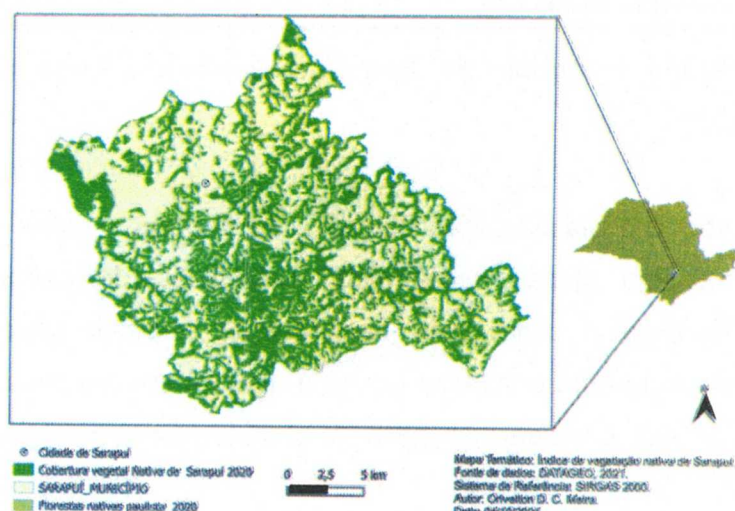 Cidade de Sarapuí
Cobertura vegetal Nativa de Sarapuí 2020
SARAPUÍ_MUNICÍPIO
Florestas nativas paulista 2020
0 2,5 5 km
Mapa Temático: Índice de vegetação nativa de Sarapuí
Fonte de dados: DATAGEO, 2021.
Sistema de Referência: SIRGAS 2000.
Autor: D. C. Meira.